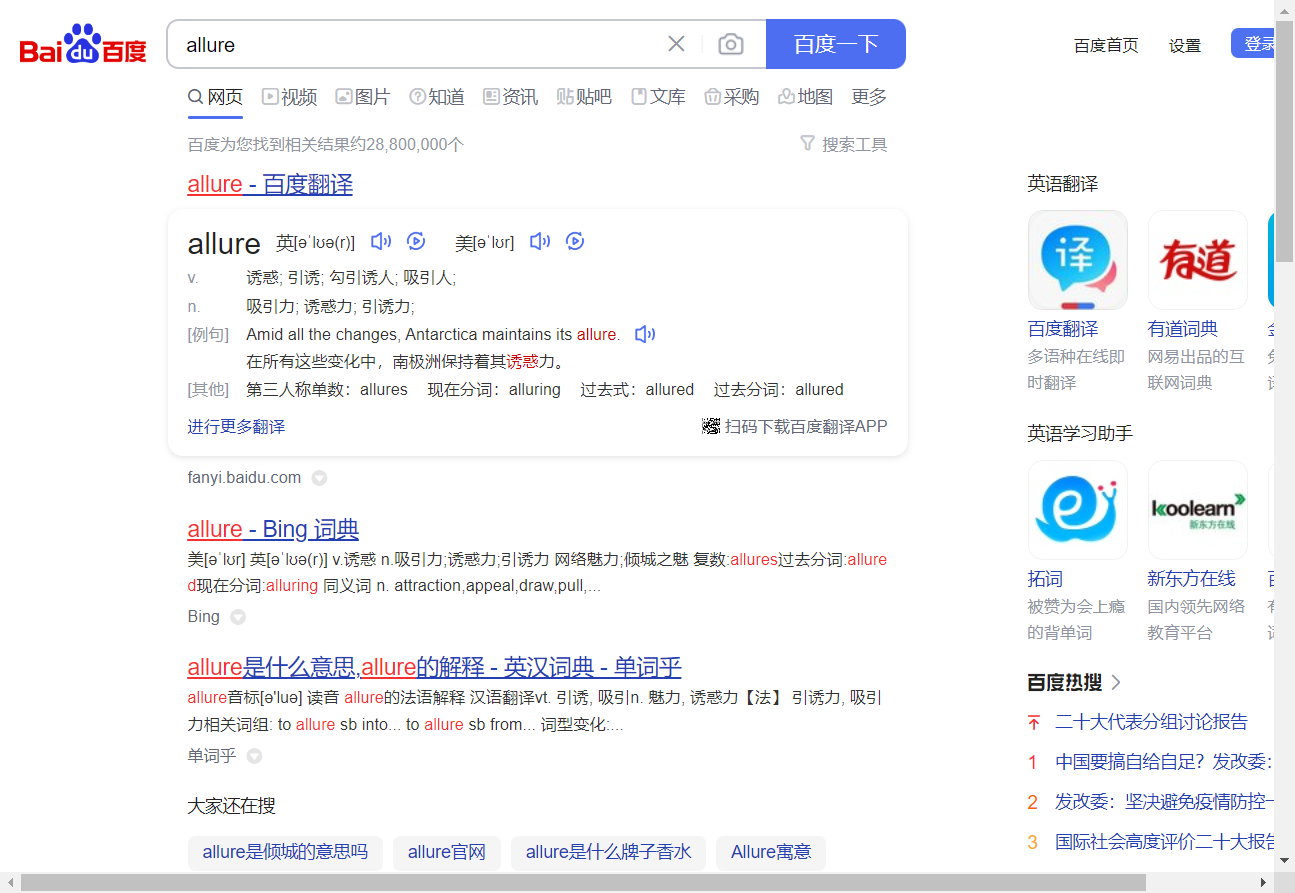 Bai du 百度
allure
百度一下
百度首页 设置 登录
网页 视频 图片 知道 资讯 贴吧 文库 采购 地图 更多
百度为您找到相关结果约28,800,000个
搜索工具
allure - 百度翻译
allure 英[əˈlʊə(r)] 美[əˈlʊr]
v. 诱惑; 引诱; 勾引诱人; 吸引人;
n. 吸引力; 诱惑力; 引诱力;
[例句] Amid all the changes, Antarctica maintains its allure.
在所有这些变化中，南极洲保持着其诱惑力。
[其他] 第三人称单数：allures 现在分词：alluring 过去式：allured 过去分词：allured
进行更多翻译
扫码下载百度翻译APP
fanyi.baidu.com
allure - Bing 词典
美[əˈlʊr] 英[əˈlʊə(r)] v.诱惑 n.吸引力;诱惑力;引诱力 网络魅力;倾城之魅 复数:allures过去分词:allure
d现在分词:alluring 同义词 n. attraction,appeal,draw,pull,...
Bing
allure是什么意思,allure的解释 - 英汉词典 - 单词乎
allure音标[ə'luə] 读音 allure的法语解释 汉语翻译vt. 引诱, 吸引n. 魅力, 诱惑力【法】 引诱力, 吸引
力相关词组: to allure sb into... to allure sb from... 词型变化:...
单词乎
大家还在搜
allure是倾城的意思吗 allure官网 allure是什么牌子香水 Allure寓意
英语翻译
译
有道
百度翻译 有道词典
多语种在线即 网易出品的互
时翻译 联网词典
英语学习助手
koolearn
新东方在线
拓词 新东方在线
被赞为会上瘾 国内领先网络
的背单词 教育平台
百度热搜
二十大代表分组讨论报告
1 中国要搞自给自足？发改委：
2 发改委：坚决避免疫情防控一
3 国际社会高度评价二十大报告